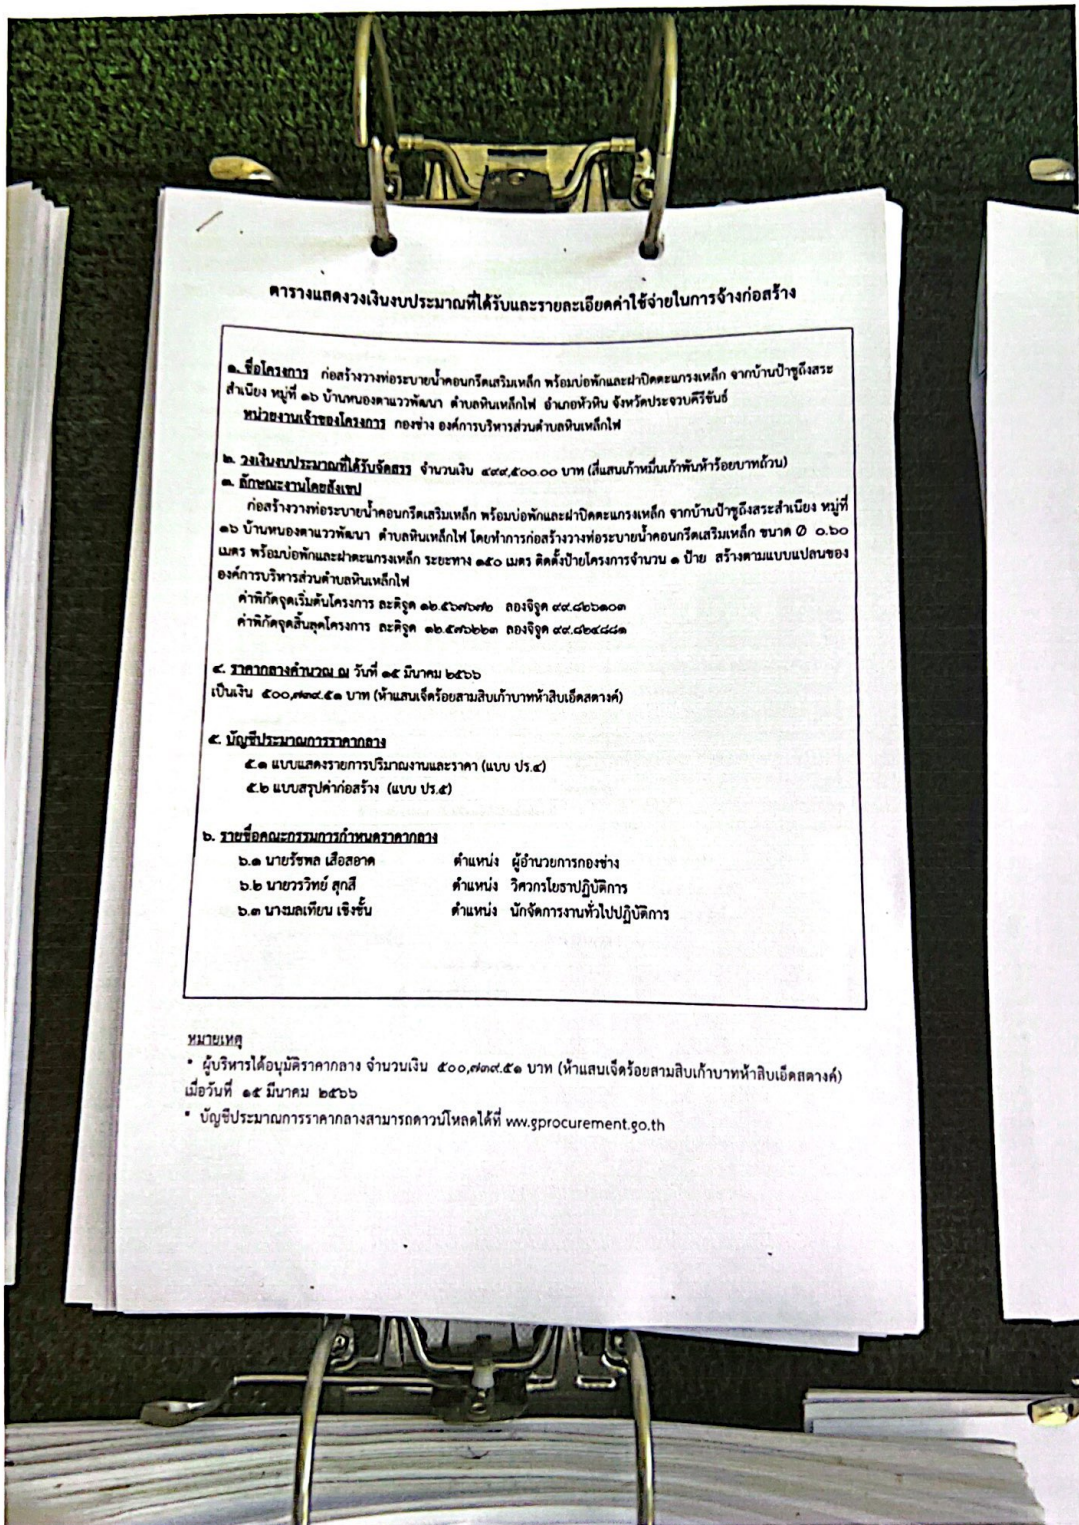 ตารางแสดงวงเงินงบประมาณที่ได้รับและรายละเอียดค่าใช้จ่ายในการจ้างก่อสร้าง
๑. ชื่อโครงการ ก่อสร้างวางท่อระบายน้ำคอนกรีตเสริมเหล็ก พร้อมบ่อพักและฝาปิดตะแกรงเหล็ก จากบ้านป้าชูถึงสระ
สำเนียง หมู่ที่ ๑๖ บ้านหนองตาแววพัฒนา ตำบลหินเหล็กไฟ อำเภอหัวหิน จังหวัดประจวบคีรีขันธ์
หน่วยงานเจ้าของโครงการ กองช่าง องค์การบริหารส่วนตำบลหินเหล็กไฟ
๒. วงเงินงบประมาณที่ได้รับจัดสรร จำนวนเงิน ๔๙๙,๕๐๐.๐๐ บาท (สี่แสนเก้าหมื่นเก้าพันห้าร้อยบาทถ้วน)
๓. ลักษณะงานโดยสังเขป
ก่อสร้างวางท่อระบายน้ำคอนกรีตเสริมเหล็ก พร้อมบ่อพักและฝาปิดตะแกรงเหล็ก จากบ้านป้าชูถึงสระสำเนียง หมู่ที่
๑๖ บ้านหนองตาแววพัฒนา ตำบลหินเหล็กไฟ โดยทำการก่อสร้างวางท่อระบายน้ำคอนกรีตเสริมเหล็ก ขนาด Ø ๐.๖๐
เมตร พร้อมบ่อพักและฝาตะแกรงเหล็ก ระยะทาง ๑๕๐ เมตร ติดตั้งป้ายโครงการจำนวน ๑ ป้าย สร้างตามแบบแปลนของ
องค์การบริหารส่วนตำบลหินเหล็กไฟ
ค่าพิกัดจุดเริ่มต้นโครงการ ละติจูด ๑๒.๕๖๗๖๗๒ ลองจิจูด ๙๙.๘๒๖๑๐๓
ค่าพิกัดจุดสิ้นสุดโครงการ ละติจูด ๑๒.๕๗๖๒๒๓ ลองจิจูด ๙๙.๘๒๔๘๘๑
๔. ราคากลางคำนวณ ณ วันที่ ๑๕ มีนาคม ๒๕๖๖
เป็นเงิน ๕๐๐,๗๓๙.๕๑ บาท (ห้าแสนเจ็ดร้อยสามสิบเก้าบาทห้าสิบเอ็ดสตางค์)
๕. บัญชีประมาณการราคากลาง
๕.๑ แบบแสดงรายการปริมาณงานและราคา (แบบ ปร.๔)
๕.๒ แบบสรุปค่าก่อสร้าง (แบบ ปร.๕)
๖. รายชื่อคณะกรรมการกำหนดราคากลาง
๖.๑ นายรัชพล เสือสอาด ตำแหน่ง ผู้อำนวยการกองช่าง
๖.๒ นายวรวิทย์ สุกสี ตำแหน่ง วิศวกรโยธาปฏิบัติการ
๖.๓ นางมลเทียน เชิงชั้น ตำแหน่ง นักจัดการงานทั่วไปปฏิบัติการ
หมายเหตุ
* ผู้บริหารได้อนุมัติราคากลาง จำนวนเงิน ๕๐๐,๗๓๙.๕๑ บาท (ห้าแสนเจ็ดร้อยสามสิบเก้าบาทห้าสิบเอ็ดสตางค์)
เมื่อวันที่ ๑๕ มีนาคม ๒๕๖๖
* บัญชีประมาณการราคากลางสามารถดาวน์โหลดได้ที่ ww.gprocurement.go.th